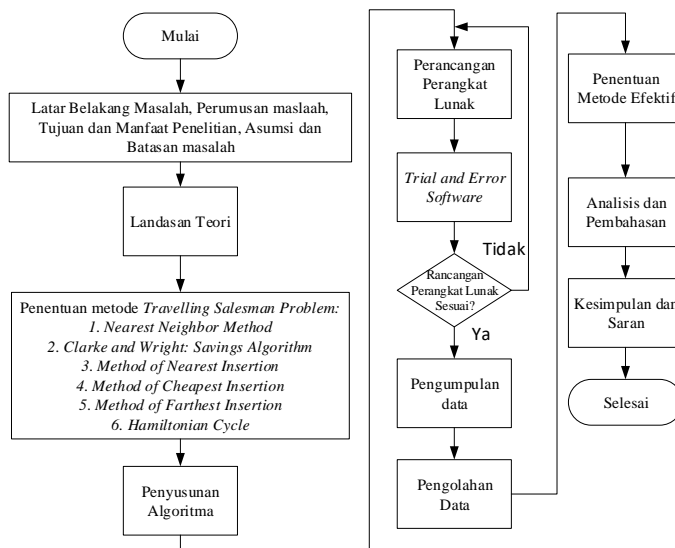 Mulai
Latar Belakang Masalah, Perumusan maslaah,
Tujuan dan Manfaat Penelitian, Asumsi dan
Batasan masalah
Landasan Teori
Penentuan metode Travelling Salesman Problem:
1. Nearest Neighbor Method
2. Clarke and Wright: Savings Algorithm
3. Method of Nearest Insertion
4. Method of Cheapest Insertion
5. Method of Farthest Insertion
6. Hamiltonian Cycle
Penyusunan
Algoritma
Perancangan
Perangkat
Lunak
Trial and Error
Software
Tidak
Rancangan
Perangkat Lunak
Sesuai?
Ya
Pengumpulan
data
Pengolahan
Data
Penentuan
Metode Efektif
Analisis dan
Pembahasan
Kesimpulan dan
Saran
Selesai